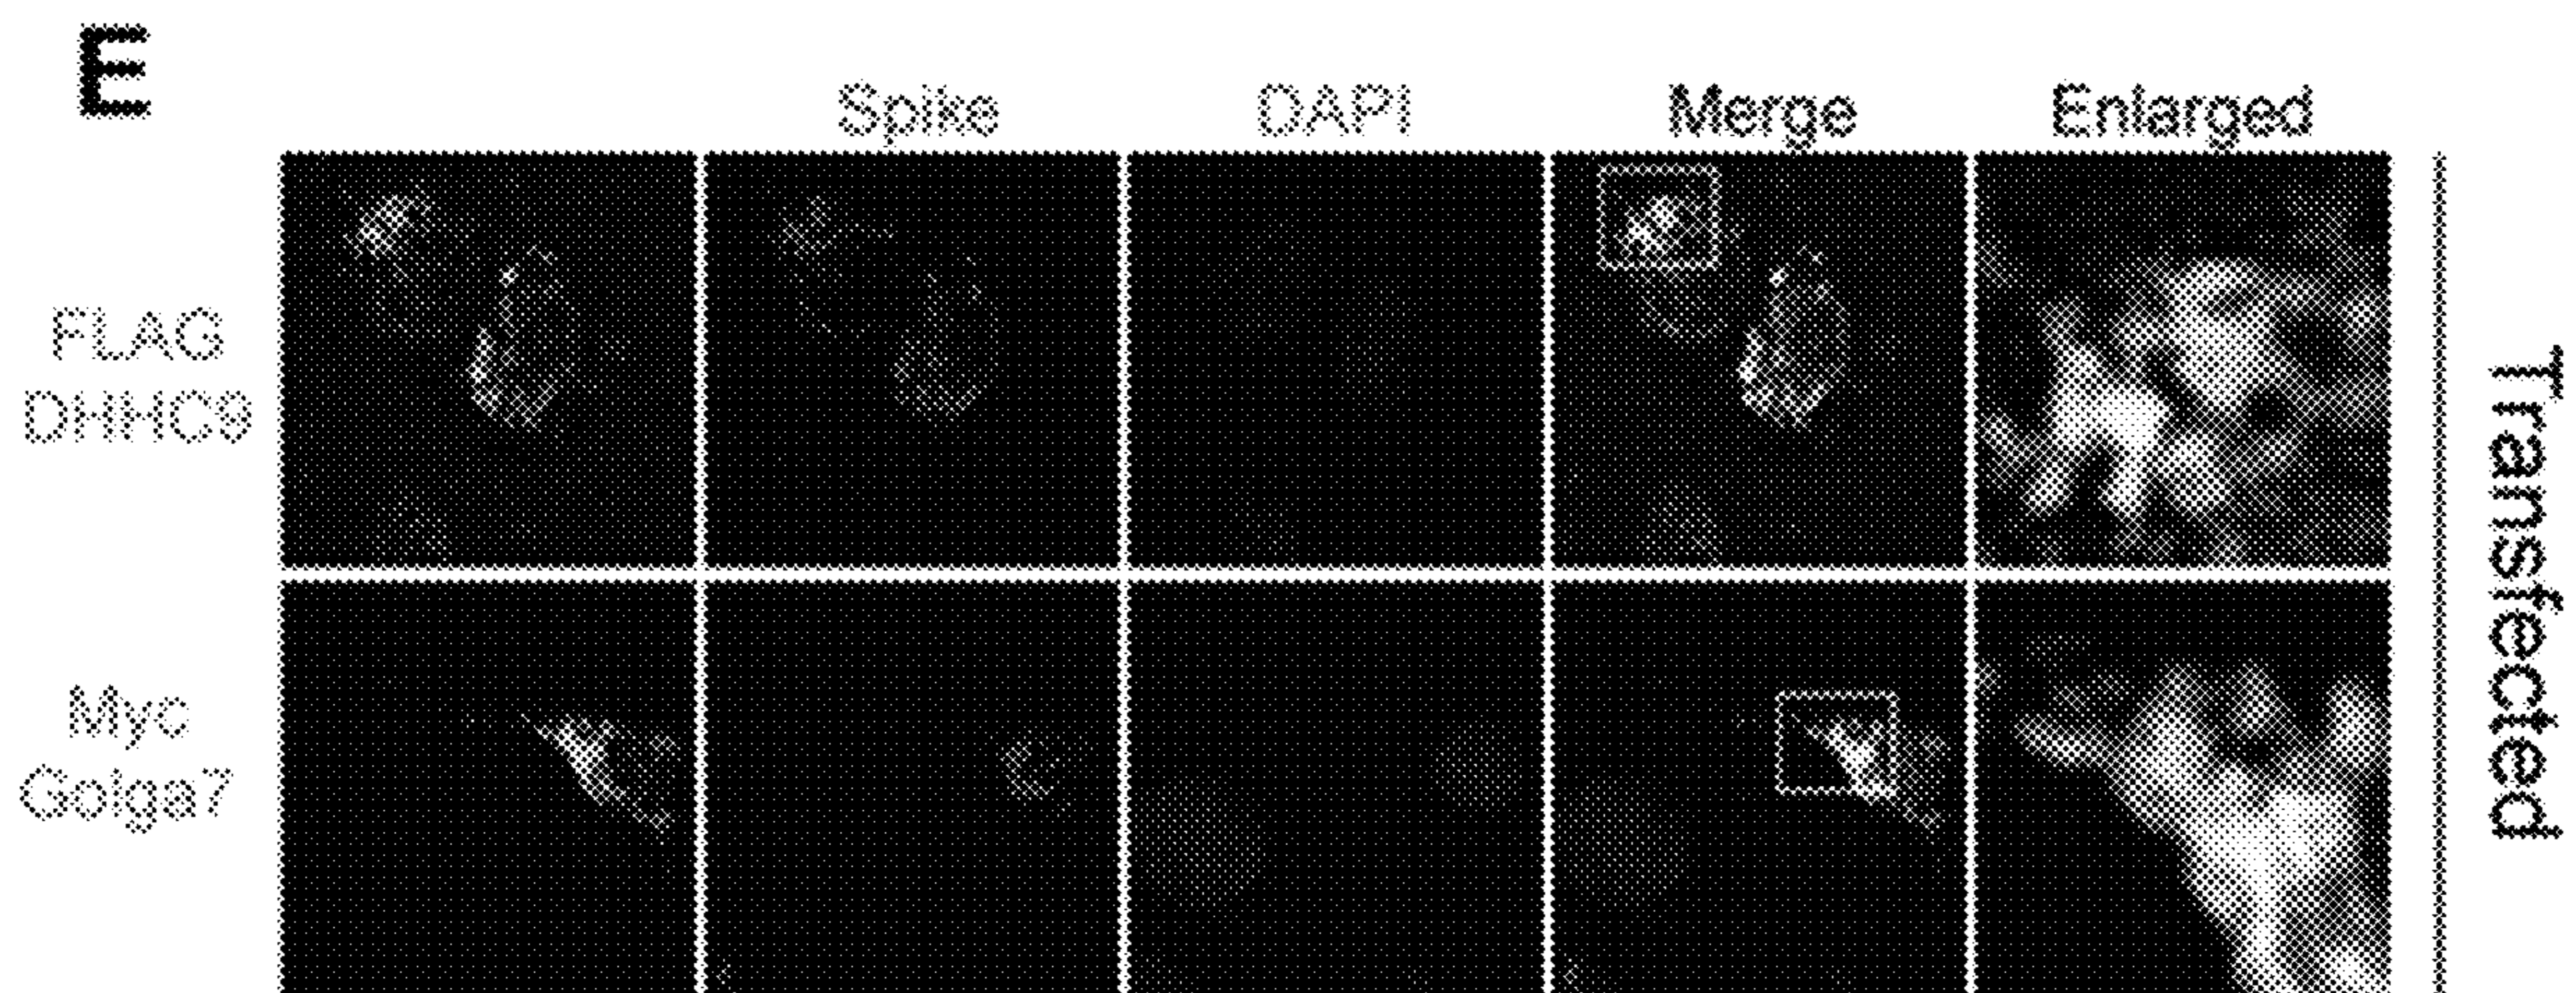 E
Spike DAPI Merge Enlarged
FLAG
DHHC9
Myc
Golga7
Transfected